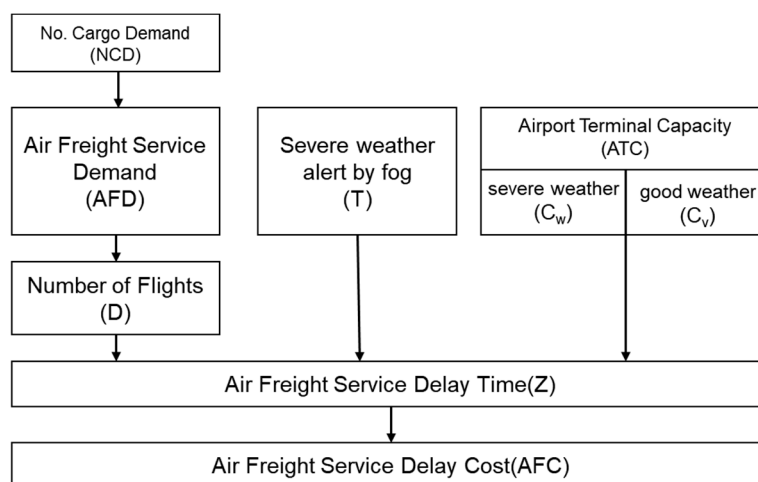 No. Cargo Demand
(NCD)
Air Freight Service
Demand
(AFD)
Severe weather
alert by fog
(T)
Airport Terminal Capacity
(ATC)
severe weather
(Cw)
good weather
(Cv)
Number of Flights
(D)
Air Freight Service Delay Time(Z)
Air Freight Service Delay Cost(AFC)